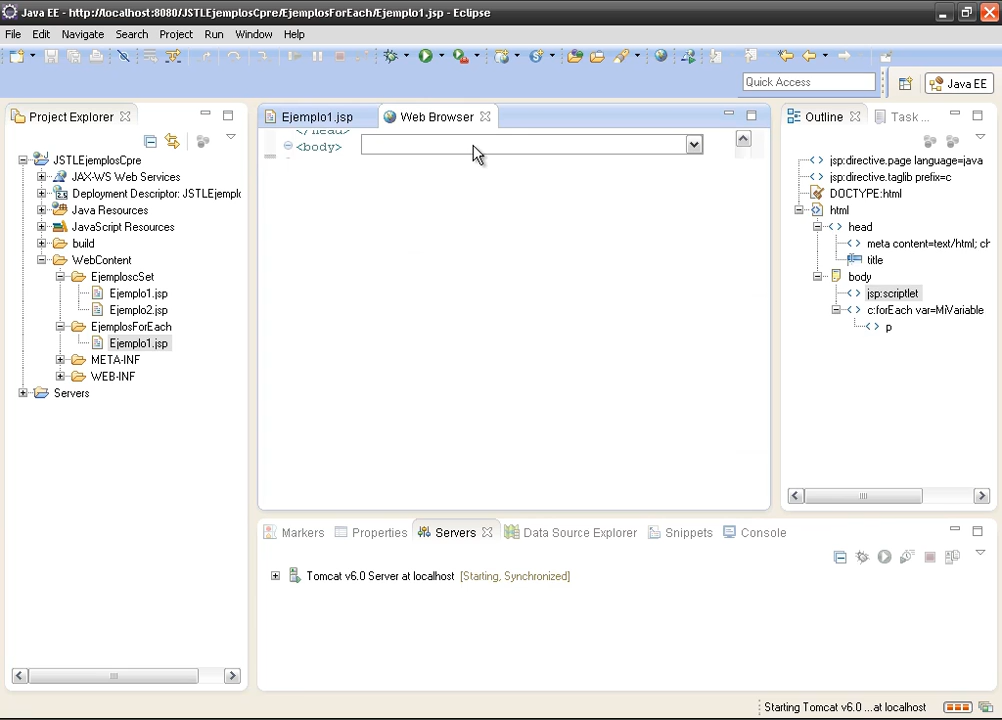 Java EE - http://localhost:8080/JSTLEjemplosCpre/EjemplosForEach/Ejemplo1.jsp - Eclipse
File Edit Navigate Search Project Run Window Help
Quick Access
Java EE
Project Explorer
JSTLEjemplosCpre
JAX-WS Web Services
Deployment Descriptor: JSTLEjempl
Java Resources
JavaScript Resources
build
WebContent
EjemploscSet
Ejemplo1.jsp
Ejemplo2.jsp
EjemplosForEach
Ejemplo1.jsp
META-INF
WEB-INF
Servers
Ejemplo1.jsp
Web Browser
</head>
<body>
Outline
Task ...
jsp:directive.page language=java
jsp:directive.taglib prefix=c
DOCTYPE:html
html
head
meta content=text/html; ch
title
body
jsp:scriptlet
c:forEach var=MiVariable
p
Markers
Properties
Servers
Data Source Explorer
Snippets
Console
Tomcat v6.0 Server at localhost [Starting, Synchronized]
Starting Tomcat v6.0 ...at localhost